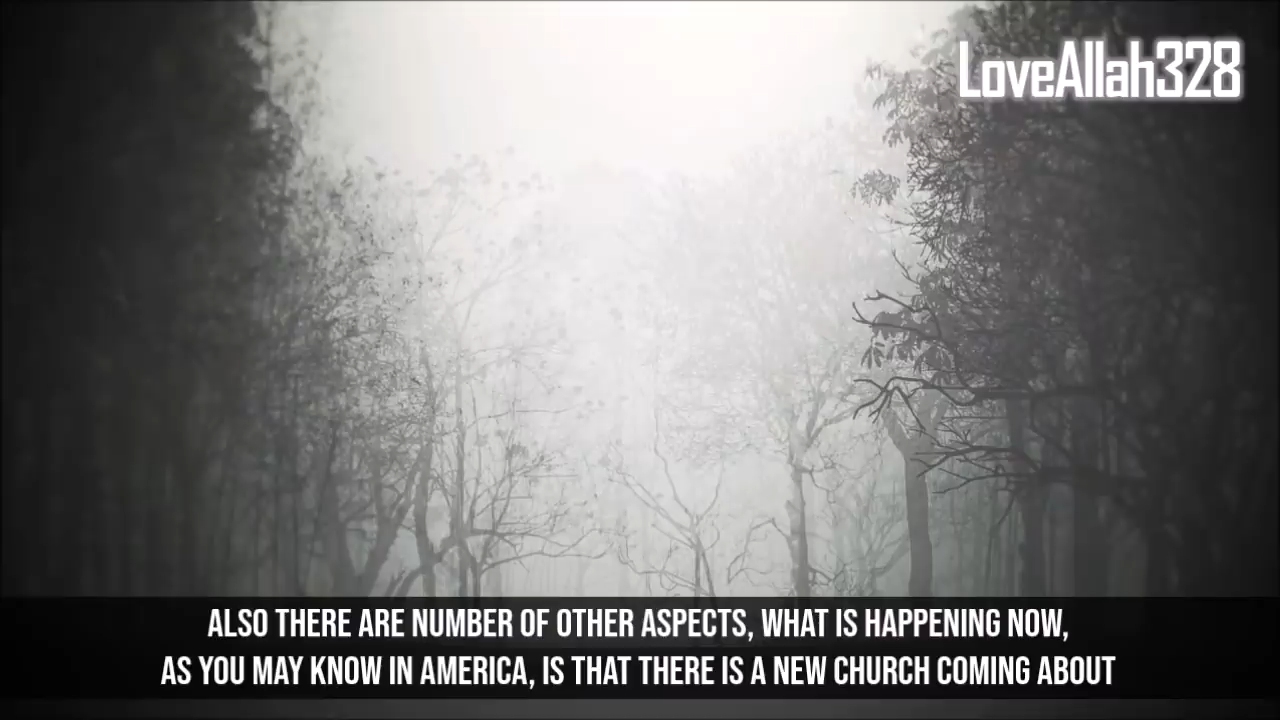 LoveAllah328
ALSO THERE ARE NUMBER OF OTHER ASPECTS, WHAT IS HAPPENING NOW,
AS YOU MAY KNOW IN AMERICA, IS THAT THERE IS A NEW CHURCH COMING ABOUT